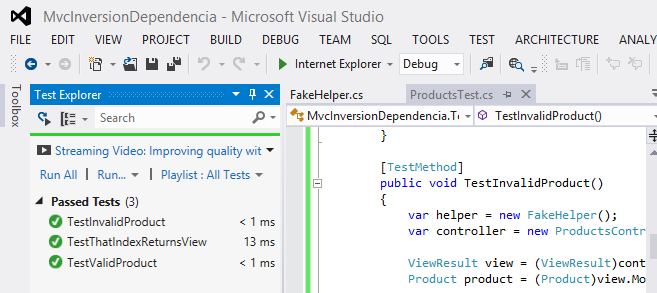 MvcInversionDependencia - Microsoft Visual Studio
FILE EDIT VIEW PROJECT BUILD DEBUG TEAM SQL TOOLS TEST ARCHITECTURE ANALY
Internet Explorer Debug
Toolbox
Test Explorer
Search
Streaming Video: Improving quality wit
Run All Run... Playlist : All Tests
Passed Tests (3)
TestInvalidProduct < 1 ms
TestThatIndexReturnsView 13 ms
TestValidProduct < 1 ms
FakeHelper.cs ProductsTest.cs
MvcInversionDependencia.Te TestInvalidProduct()
}
[TestMethod]
public void TestInvalidProduct()
{
var helper = new FakeHelper();
var controller = new ProductsContr
ViewResult view = (ViewResult)cont
Product product = (Product)view.Mo